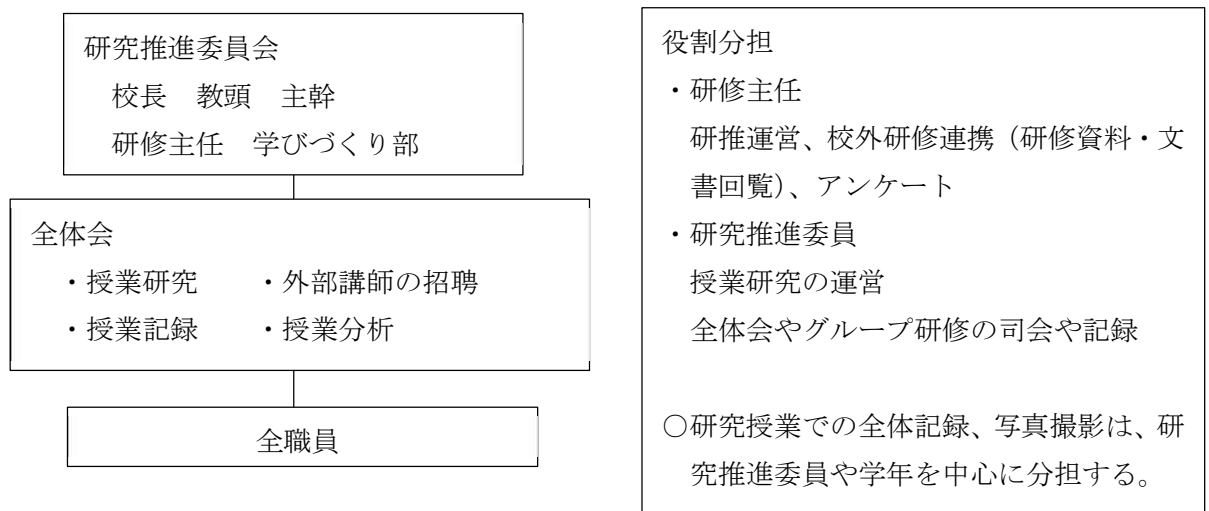 研究推進委員会
校長　教頭　主幹
研修主任　学びづくり部
全体会
・授業研究　　・外部講師の招聘
・授業記録　　・授業分析
全職員
役割分担
・研修主任
研推運営、校外研修連携（研修資料・文
書回覧）、アンケート
・研究推進委員
授業研究の運営
全体会やグループ研修の司会や記録
○研究授業での全体記録、写真撮影は、研
究推進委員や学年を中心に分担する。